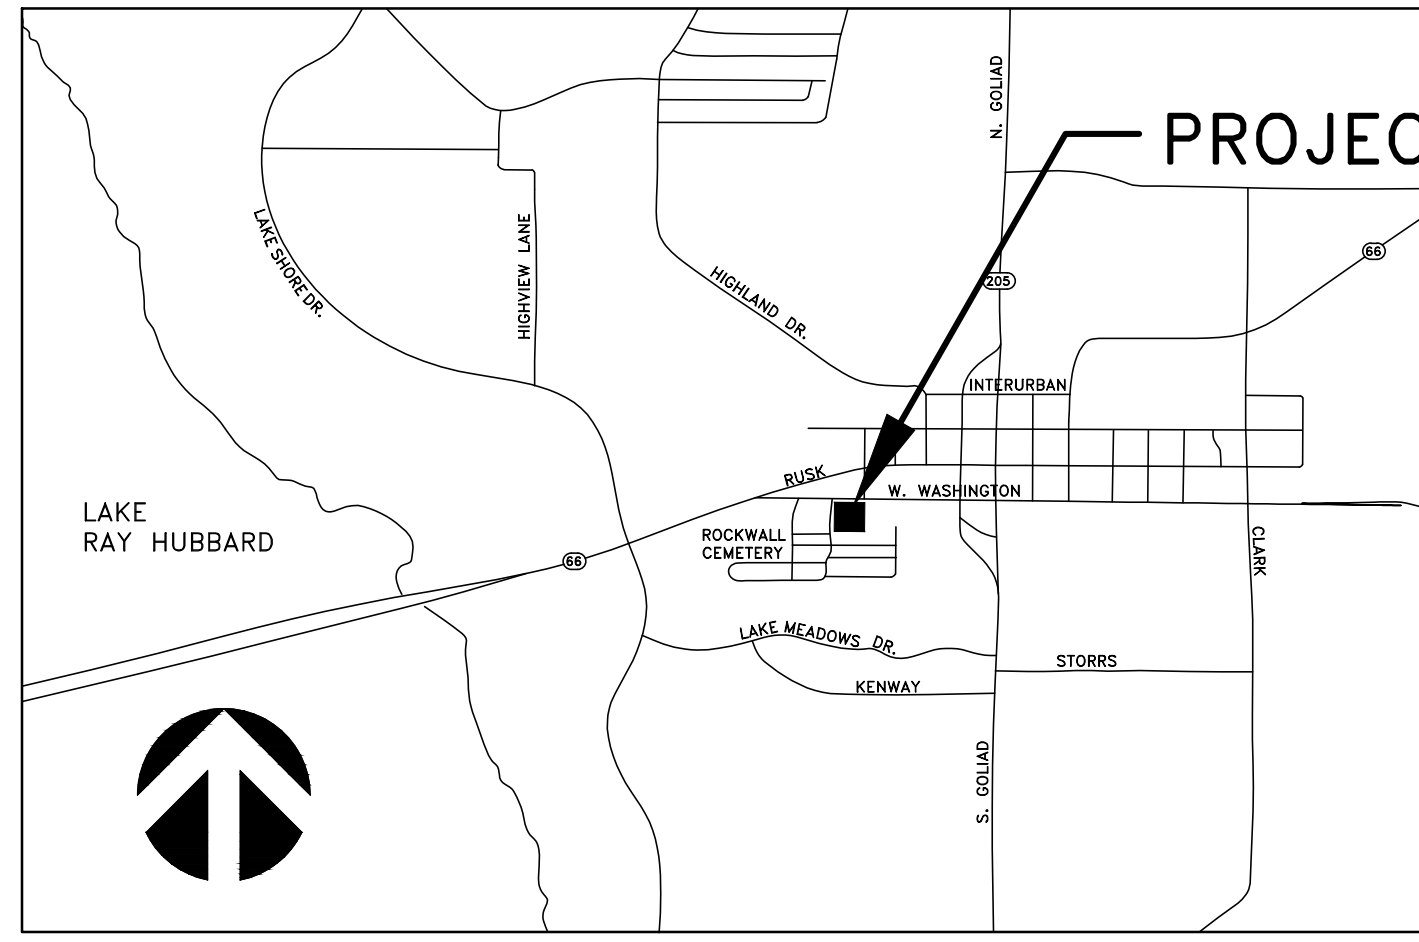 N. GOLIAD
PROJEC
LAKE SHORE DR.
HIGHVIEW LANE
66
HIGHLAND DR.
205
INTERURBAN
RUSK
W. WASHINGTON
LAKE
RAY HUBBARD
ROCKWALL
CEMETERY
CLARK
66
LAKE MEADOWS DR.
STORRS
KENWAY
S. GOLIAD